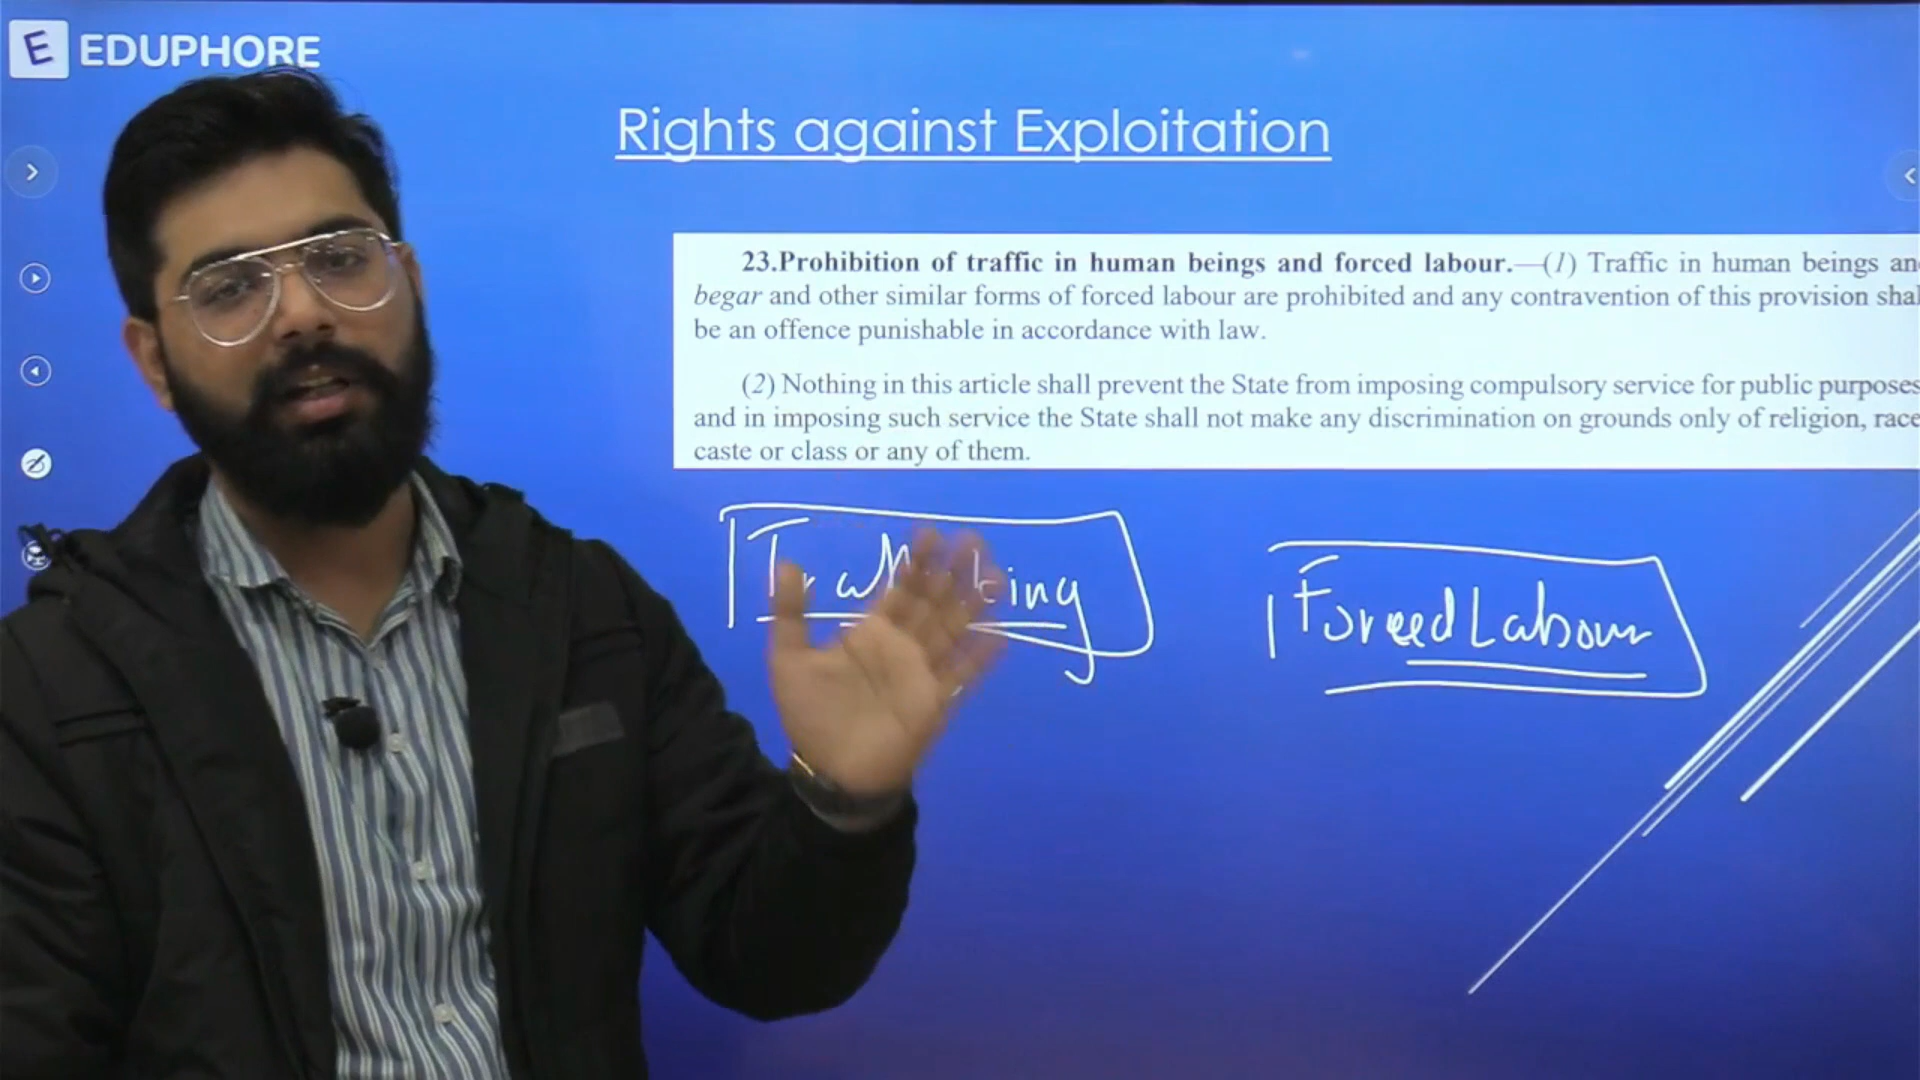 E EDUPHORE
Rights against Exploitation
23.Prohibition of traffic in human beings and forced labour.—(1) Traffic in human beings an
begar and other similar forms of forced labour are prohibited and any contravention of this provision shal
be an offence punishable in accordance with law.
(2) Nothing in this article shall prevent the State from imposing compulsory service for public purposes
and in imposing such service the State shall not make any discrimination on grounds only of religion, race
caste or class or any of them.
Forced Labour